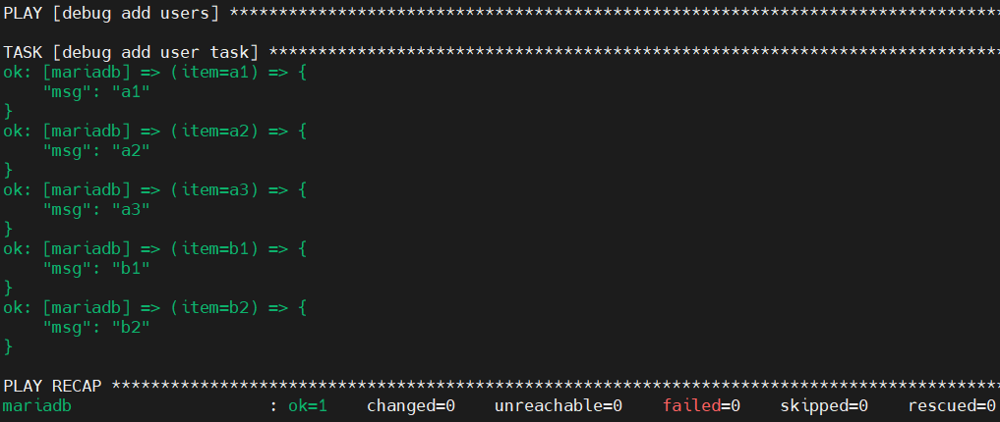 PLAY [debug add users] *******************************************************************************
TASK [debug add user task] ***************************************************************************
ok: [mariadb] => (item=a1) => {
    "msg": "a1"
}
ok: [mariadb] => (item=a2) => {
    "msg": "a2"
}
ok: [mariadb] => (item=a3) => {
    "msg": "a3"
}
ok: [mariadb] => (item=b1) => {
    "msg": "b1"
}
ok: [mariadb] => (item=b2) => {
    "msg": "b2"
}
PLAY RECAP *******************************************************************************************
mariadb                    : ok=1    changed=0    unreachable=0    failed=0    skipped=0    rescued=0